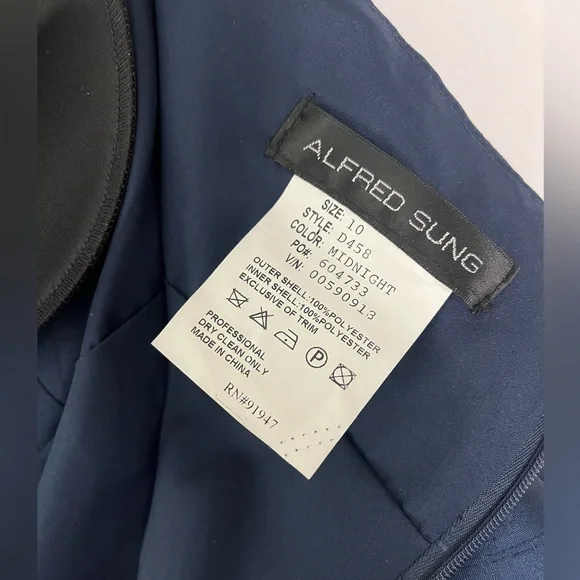 ALFRED SUNG
SIZE: 10
STYLE: D458
COLOR: MIDNIGHT
PO#: 604733
V/N: 00590913
OUTER SHELL:100%POLYESTER
INNER SHELL:100%POLYESTER
EXCLUSIVE OF TRIM
P
PROFESSIONAL
DRY CLEAN ONLY
MADE IN CHINA
RN#91947